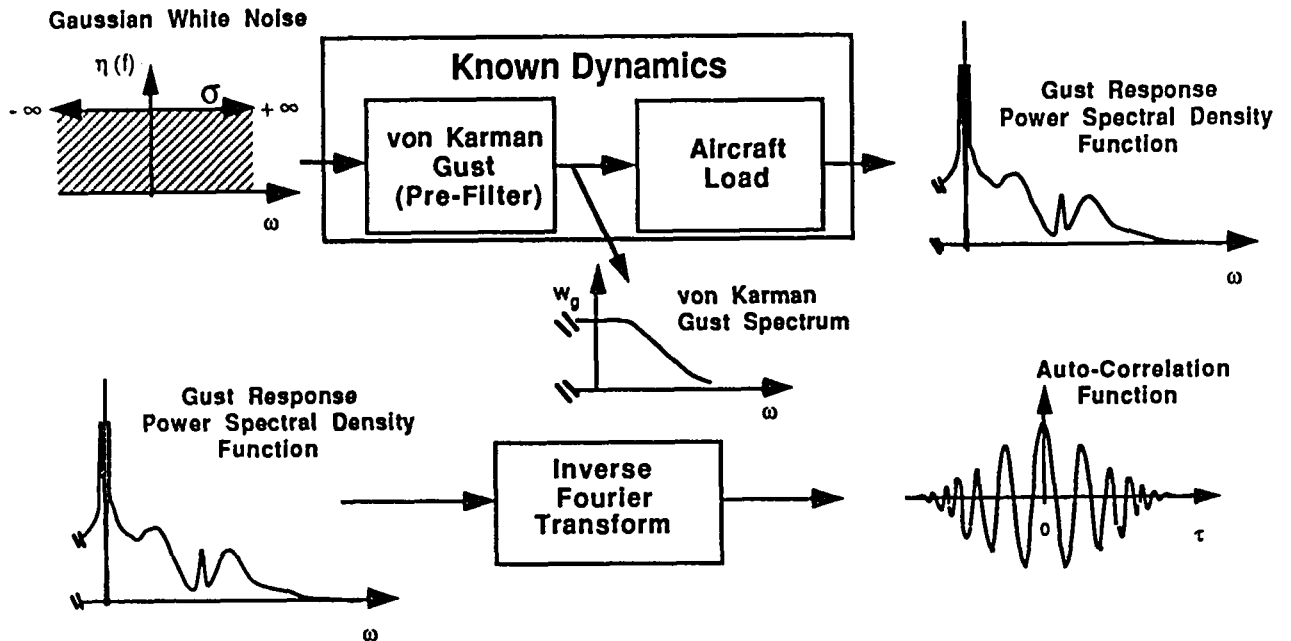 Gaussian White Noise
η (f)
σ
- ∞
+ ∞
ω
Known Dynamics
von Karman
Gust
(Pre-Filter)
Aircraft
Load
Gust Response
Power Spectral Density
Function
ω
w_g
von Karman
Gust Spectrum
ω
Gust Response
Power Spectral Density
Function
ω
Inverse
Fourier
Transform
Auto-Correlation
Function
0
τ